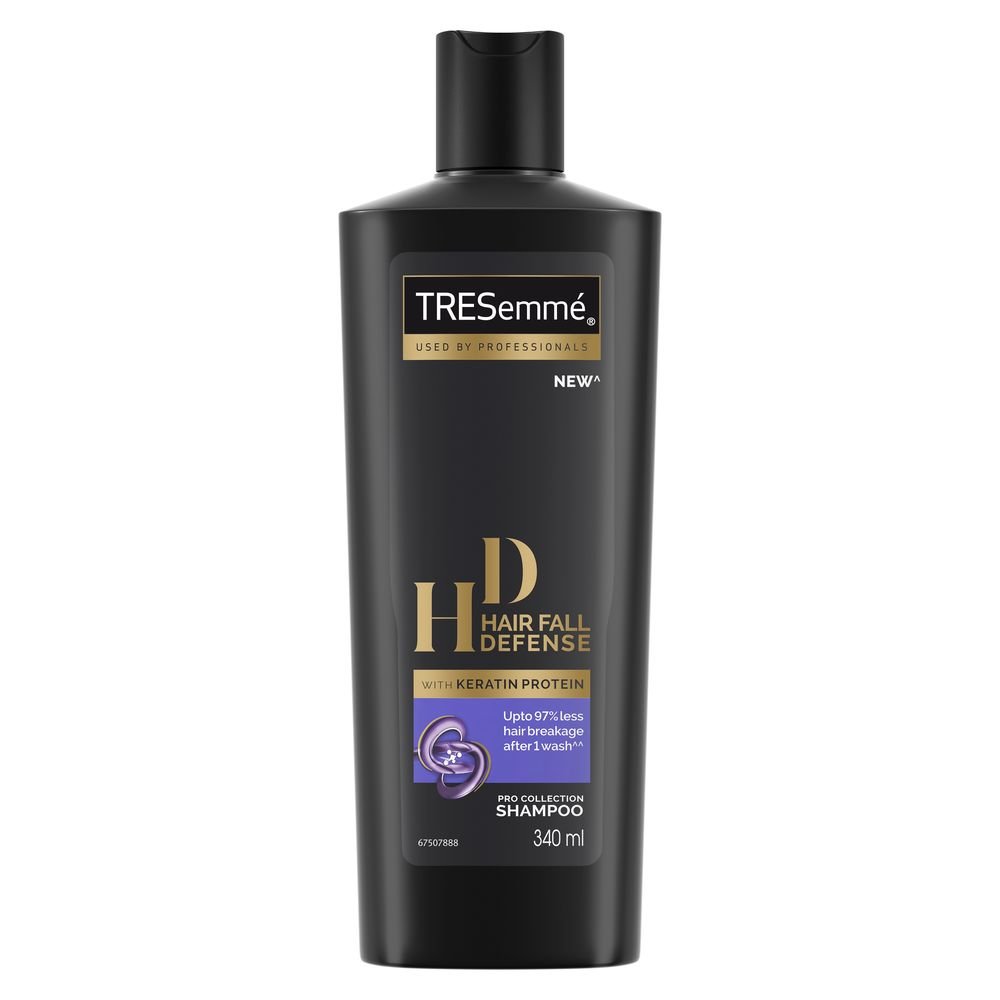 TRESemmé®
USED BY PROFESSIONALS
NEW^
HD
HAIR FALL
DEFENSE
WITH KERATIN PROTEIN
Upto 97% less
hair breakage
after 1 wash^^
PRO COLLECTION
SHAMPOO
67507888
340 ml